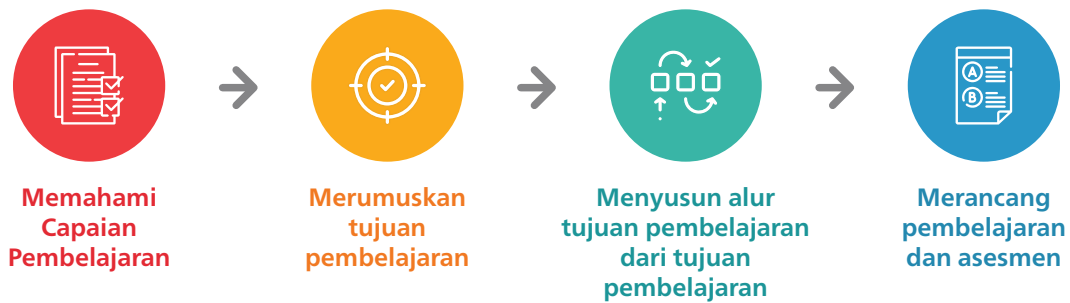 Memahami
Capaian
Pembelajaran
Merumuskan
tujuan
pembelajaran
Menyusun alur
tujuan pembelajaran
dari tujuan
pembelajaran
A
B
Merancang
pembelajaran
dan asesmen